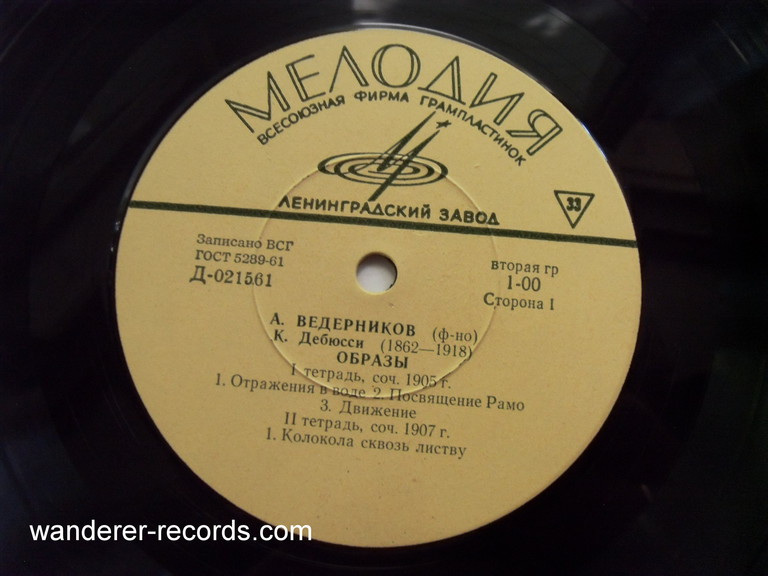 МЕЛОДИЯ
ВСЕСОЮЗНАЯ ФИРМА ГРАМПЛАСТИНОК
ЛЕНИНГРАДСКИЙ ЗАВОД
33
Записано ВСГ
ГОСТ 5289-61
Д-021561
вторая гр
1-00
Сторона 1
А. ВЕДЕРНИКОВ (ф-но)
К. Дебюсси (1862—1918)
ОБРАЗЫ
I тетрадь, соч. 1905 г.
1. Отражения в воде 2. Посвящение Рамо
3. Движение
II тетрадь, соч. 1907 г.
1. Колокола сквозь листву
wanderer-records.com